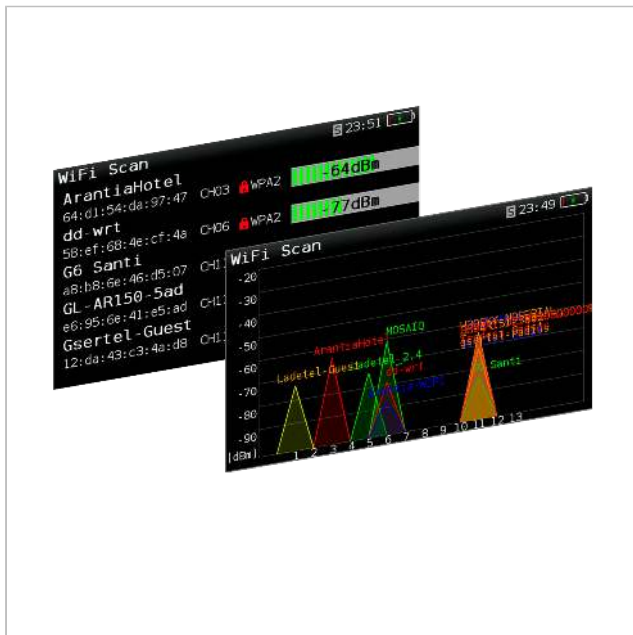 S 23:51
WiFi Scan
ArantiaHotel
64:d1:54:da:97:47 CH03 WPA2 -64dBm
dd-wrt
58:ef:68:4e:cf:4a CH06 WPA2 -77dBm
G6 Santi
a8:b8:6e:46:d5:07
GL-AR150-5ad
e6:95:6e:41:e5:ad
Gsertel-Guest
12:da:43:c3:4a:d8
S 23:49
WiFi Scan
-20
-30
-40
-50
-60
-70
-80
-90
[dBm]
MOSAIQ
ArantiaHotel
Ladetel_2.4
dd-wrt
Ladetel-Guest
gsertel-radius
Santi
1 2 3 4 5 6 7 8 9 10 11 12 13